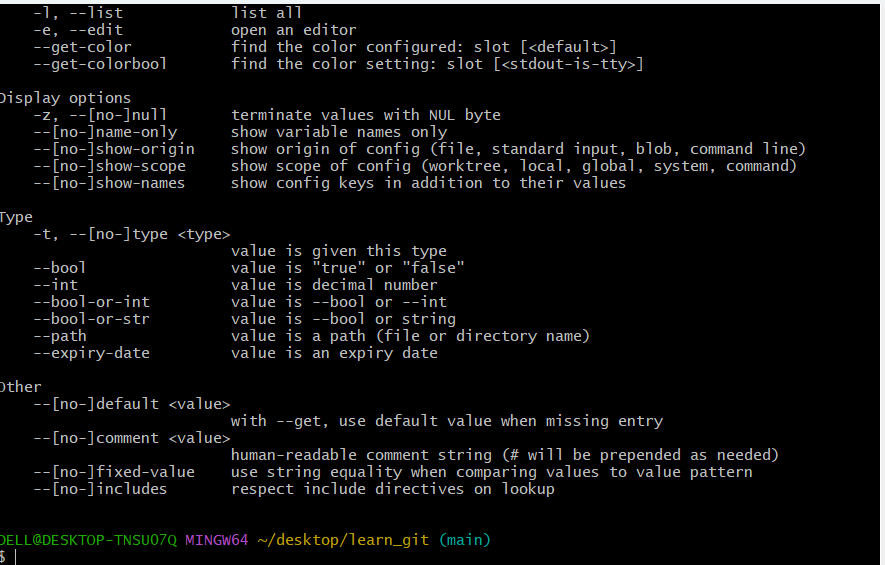 -l, --list list all
-e, --edit open an editor
--get-color find the color configured: slot [<default>]
--get-colorbool find the color setting: slot [<stdout-is-tty>]
Display options
-z, --[no-]null terminate values with NUL byte
--[no-]name-only show variable names only
--[no-]show-origin show origin of config (file, standard input, blob, command line)
--[no-]show-scope show scope of config (worktree, local, global, system, command)
--[no-]show-names show config keys in addition to their values
Type
-t, --[no-]type <type>
value is given this type
--bool value is "true" or "false"
--int value is decimal number
--bool-or-int value is --bool or --int
--bool-or-str value is --bool or string
--path value is a path (file or directory name)
--expiry-date value is an expiry date
Other
--[no-]default <value>
with --get, use default value when missing entry
--[no-]comment <value>
human-readable comment string (# will be prepended as needed)
--[no-]fixed-value use string equality when comparing values to value pattern
--[no-]includes respect include directives on lookup
DELL@DESKTOP-TNSU07Q MINGW64 ~/desktop/learn_git (main)
$